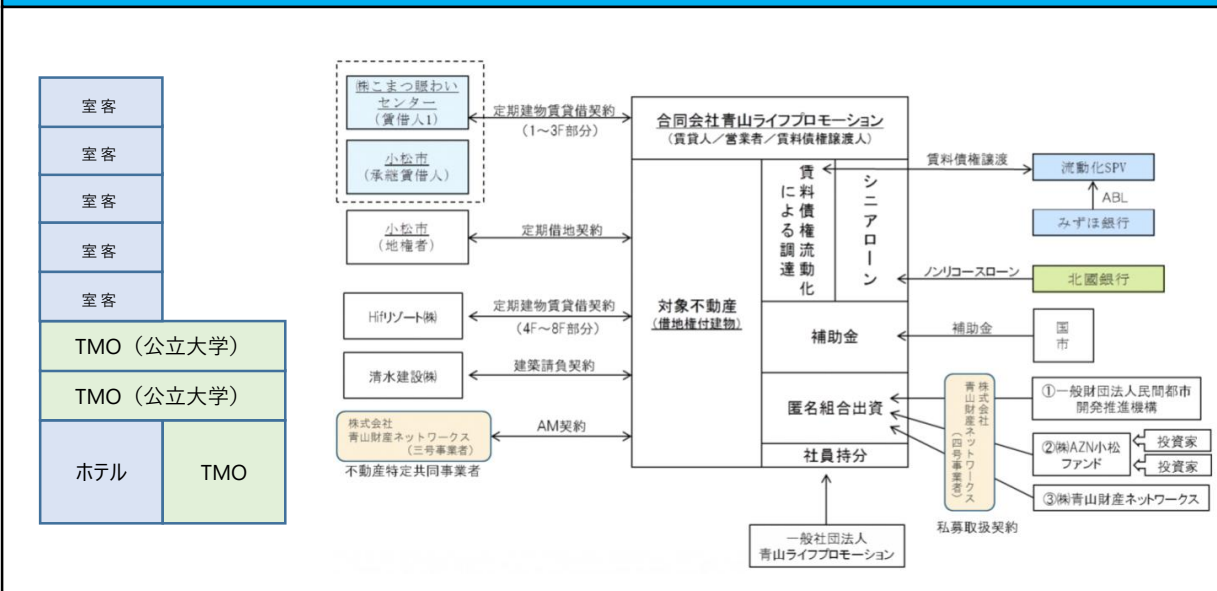 室客
室客
室客
室客
室客
TMO（公立大学）
TMO（公立大学）
ホテル
TMO
㈱こまつ賑わい
センター
（賃借人1）
小松市
（承継賃借人）
小松市
（地権者）
Hifリゾート㈱
清水建設㈱
株式会社
青山財産ネットワークス
（三号事業者）
不動産特定共同事業者
定期建物賃貸借契約
（1～3F部分）
定期借地契約
定期建物賃貸借契約
（4F～8F部分）
建築請負契約
AM契約
合同会社青山ライフプロモーション
（賃貸人／営業者／賃料債権譲渡人）
対象不動産
（借地権付建物）
賃料債権流動化
による調達
シニアローン
補助金
匿名組合出資
社員持分
一般社団法人
青山ライフプロモーション
賃料債権譲渡
流動化SPV
ABL
みずほ銀行
ノンリコースローン
北國銀行
補助金
国
市
株式会社
青山財産ネットワークス
（四号事業者）
私募取扱契約
①一般財団法人民間都市
開発推進機構
②㈱AZN小松
ファンド
投資家
投資家
③㈱青山財産ネットワークス